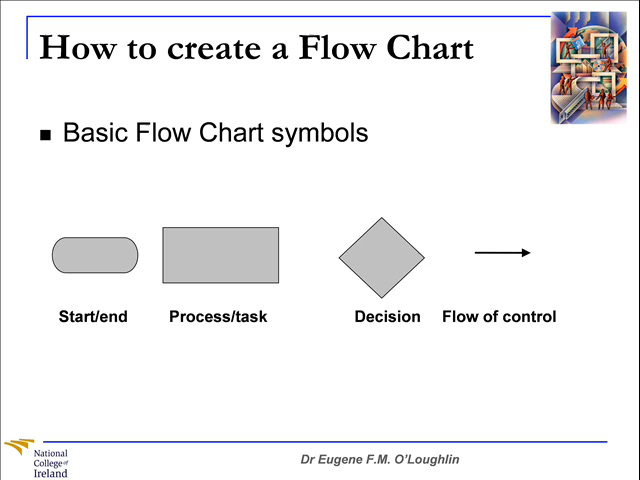 How to create a Flow Chart
Basic Flow Chart symbols
Start/end Process/task Decision Flow of control
National
College of
Ireland
Dr Eugene F.M. O'Loughlin